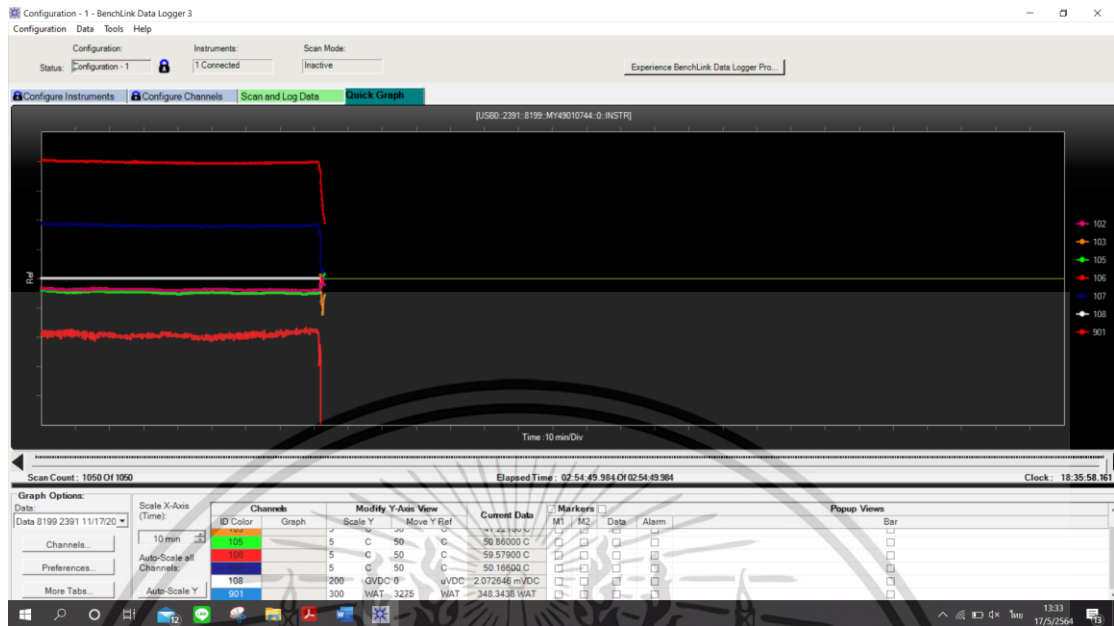 Configuration - 1 - BenchLink Data Logger 3
Configuration Data Tools Help
Configuration: Instruments: Scan Mode:
Status: Configuration - 1 1 Connected Inactive Experience BenchLink Data Logger Pro...
Configure Instruments Configure Channels Scan and Log Data Quick Graph
[USB0::2391::8199::MY49010744::0::INSTR]
Ref
102
103
105
106
107
108
901
Time :10 min/Div
Scan Count : 1050 Of 1050 Elapsed Time : 02:54:49.984 Of 02:54:49.984 Clock : 18:35:58.161
Graph Options:
Data:
Data 8199 2391 11/17/20
Channels...
Preferences...
More Tabs...
Scale X-Axis
(Time):
10 min
Auto-Scale all
Channels:
Auto-Scale Y
Channels Modify Y-Axis View Current Data Markers Popup Views
ID Color Graph Scale Y Move Y Ref M1 M2 Data Alarm Bar
105 5 C 50 C 50.86000 C
106 5 C 50 C 59.57900 C
5 C 50 C 50.16600 C
108 200 GVDC 0 uVDC 2.072646 mVDC
901 300 WAT 3275 WAT 348.3438 WAT
12
ไทย
13:33
17/5/2564
13